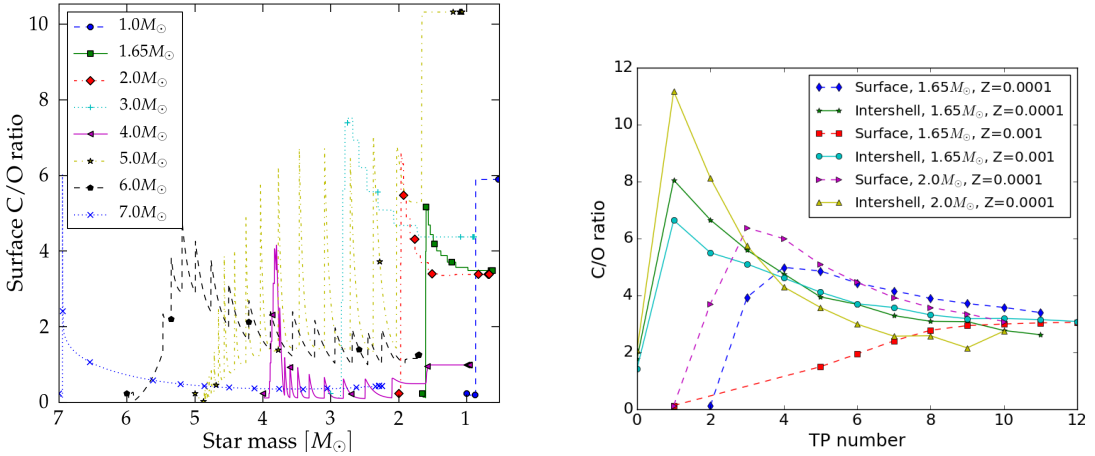 10
8
6
4
2
0
Surface C/O ratio
1.0M⊙
1.65M⊙
2.0M⊙
3.0M⊙
4.0M⊙
5.0M⊙
6.0M⊙
7.0M⊙
7 6 5 4 3 2 1
Star mass [M⊙]
12
10
8
6
4
2
0
C/O ratio
Surface, 1.65M⊙, Z=0.0001
Intershell, 1.65M⊙, Z=0.0001
Surface, 1.65M⊙, Z=0.001
Intershell, 1.65M⊙, Z=0.001
Surface, 2.0M⊙, Z=0.0001
Intershell, 2.0M⊙, Z=0.0001
0 2 4 6 8 10 12
TP number